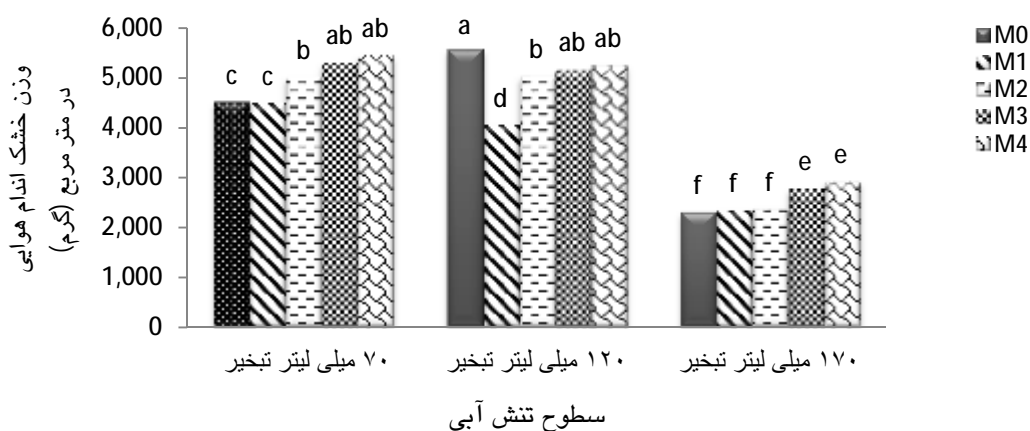 وزن خشک اندام هوایی
در متر مربع (گرم)
6,000
5,000
4,000
3,000
2,000
1,000
0
c c b ab ab
a d b ab ab
f f f e e
۷۰ میلی لیتر تبخیر
۱۲۰ میلی لیتر تبخیر
۱۷۰ میلی لیتر تبخیر
سطوح تنش آبی
M0
M1
M2
M3
M4